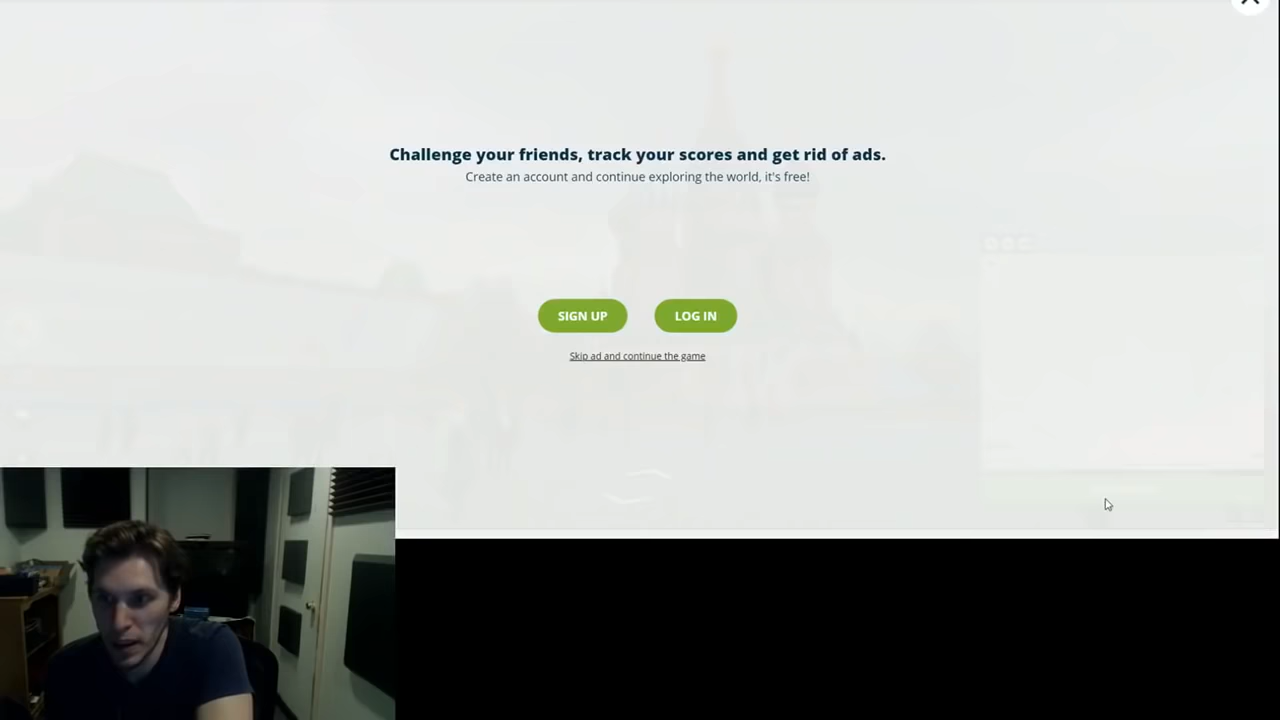 Challenge your friends, track your scores and get rid of ads.
Create an account and continue exploring the world, it's free!
SIGN UP
LOG IN
Skip ad and continue the game